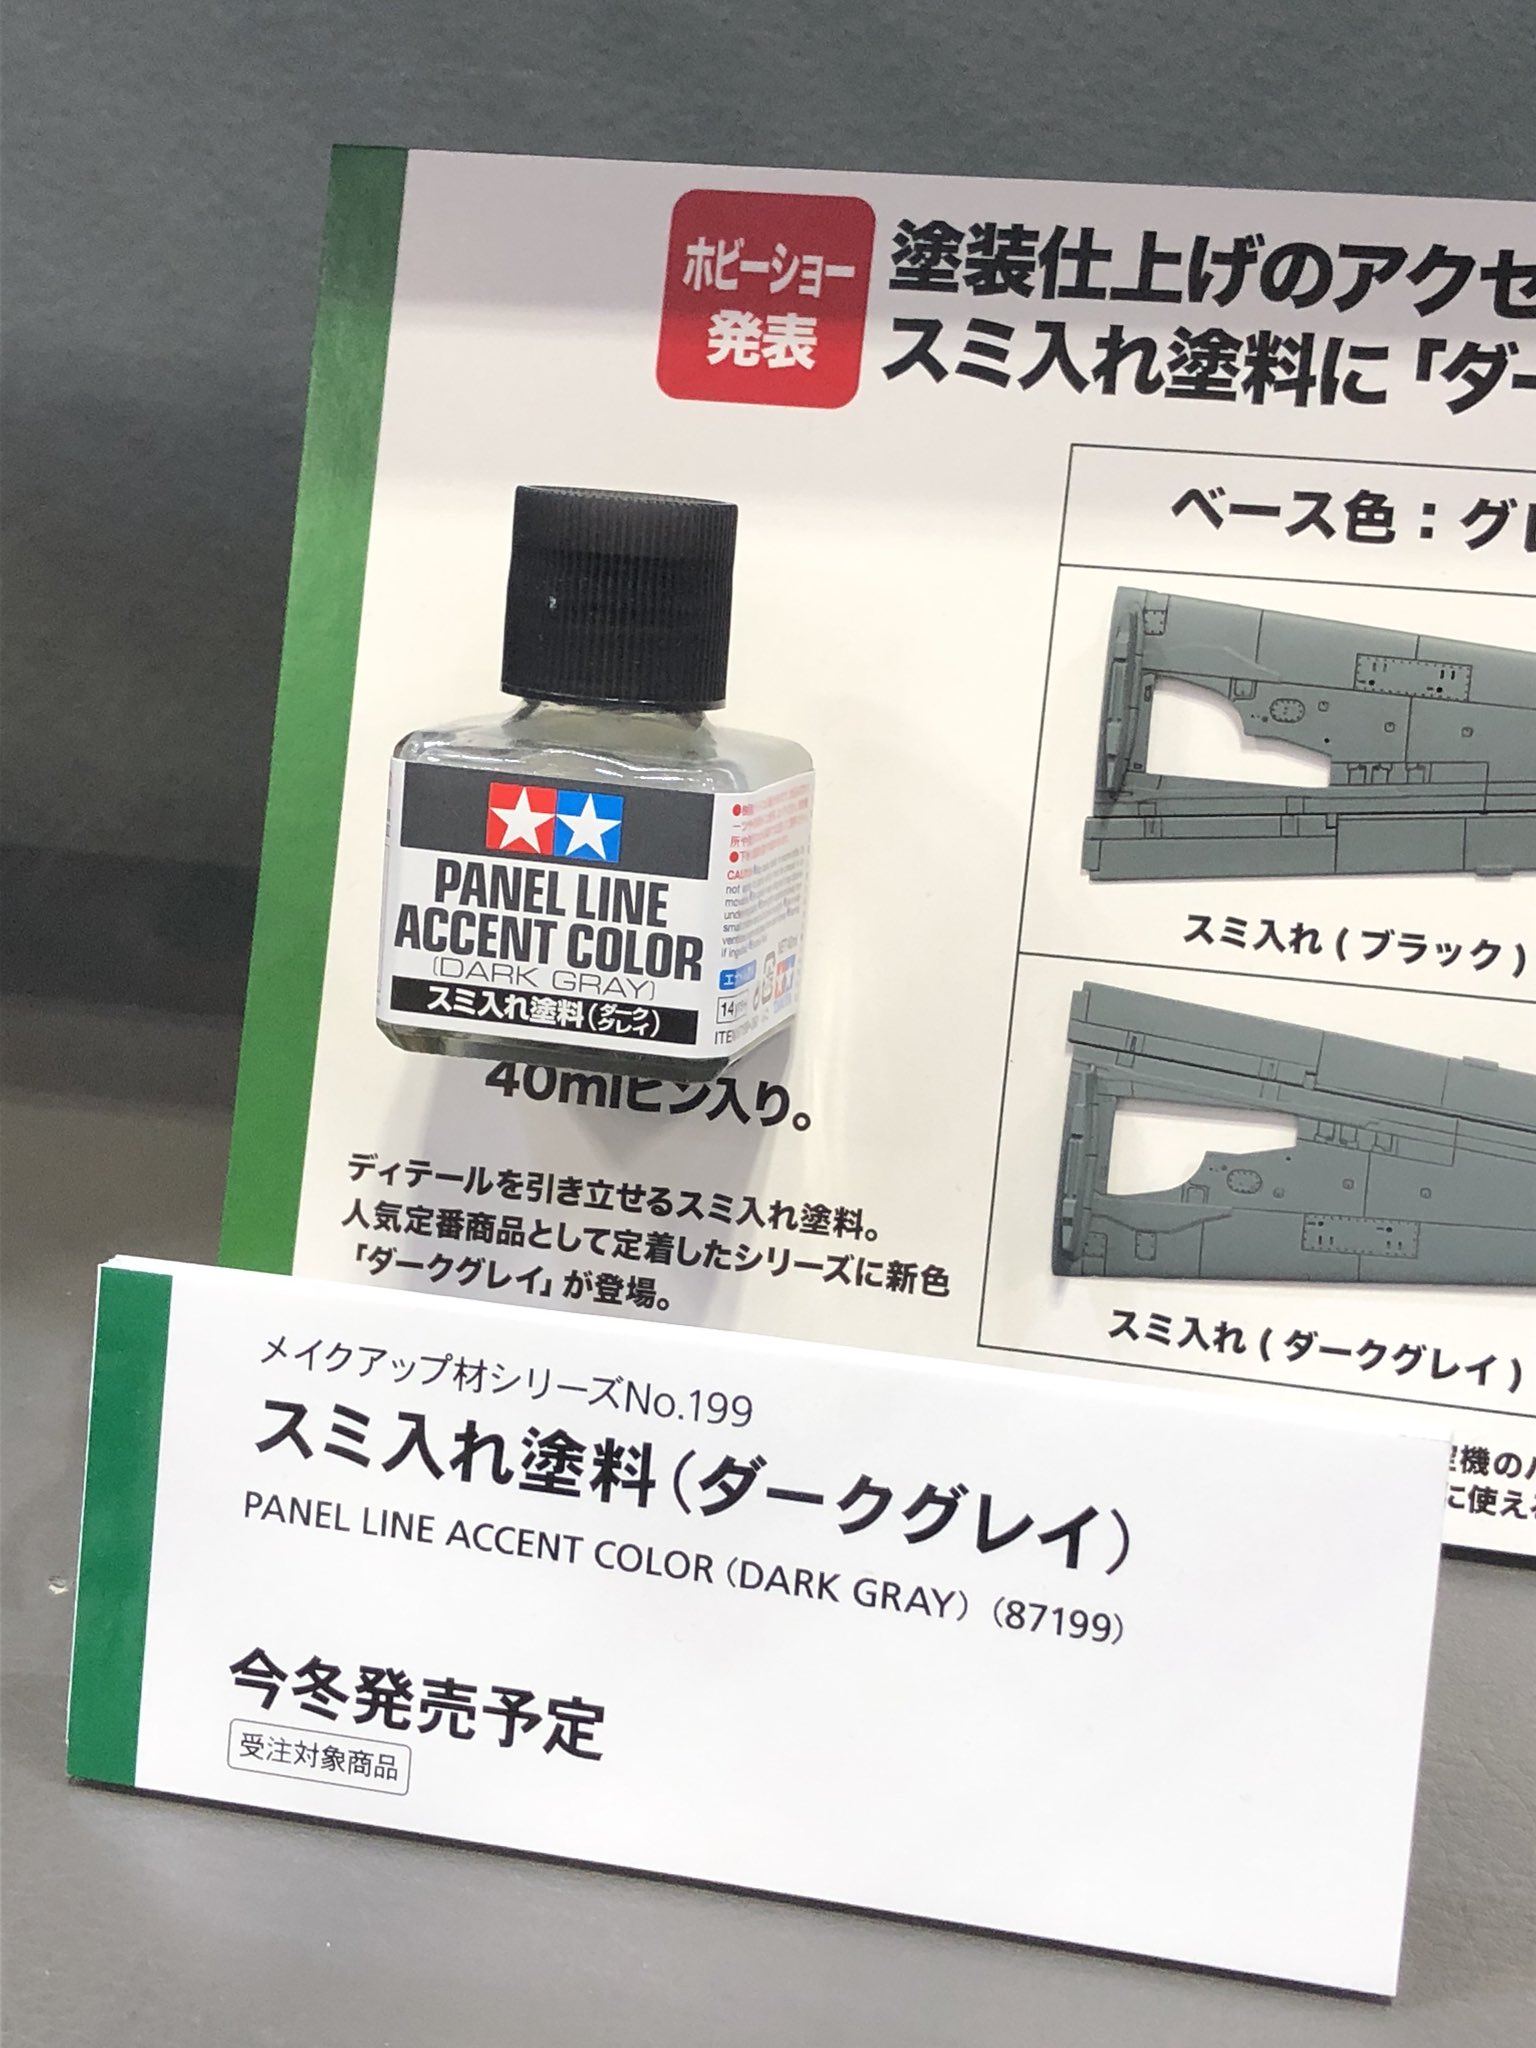 ホビーショー
発表
塗装仕上げのアクセ
スミ入れ塗料に「ダー
ベース色：グレ
スミ入れ(ブラック)
スミ入れ(ダークグレイ)
PANEL LINE
ACCENT COLOR
(DARK GRAY)
スミ入れ塗料(ダークグレイ)
40mlビン入り。
ディテールを引き立せるスミ入れ塗料。
人気定番商品として定着したシリーズに新色
「ダークグレイ」が登場。
機の
に使え
メイクアップ材シリーズNo.199
スミ入れ塗料(ダークグレイ)
PANEL LINE ACCENT COLOR (DARK GRAY) (87199)
今冬発売予定
受注対象商品